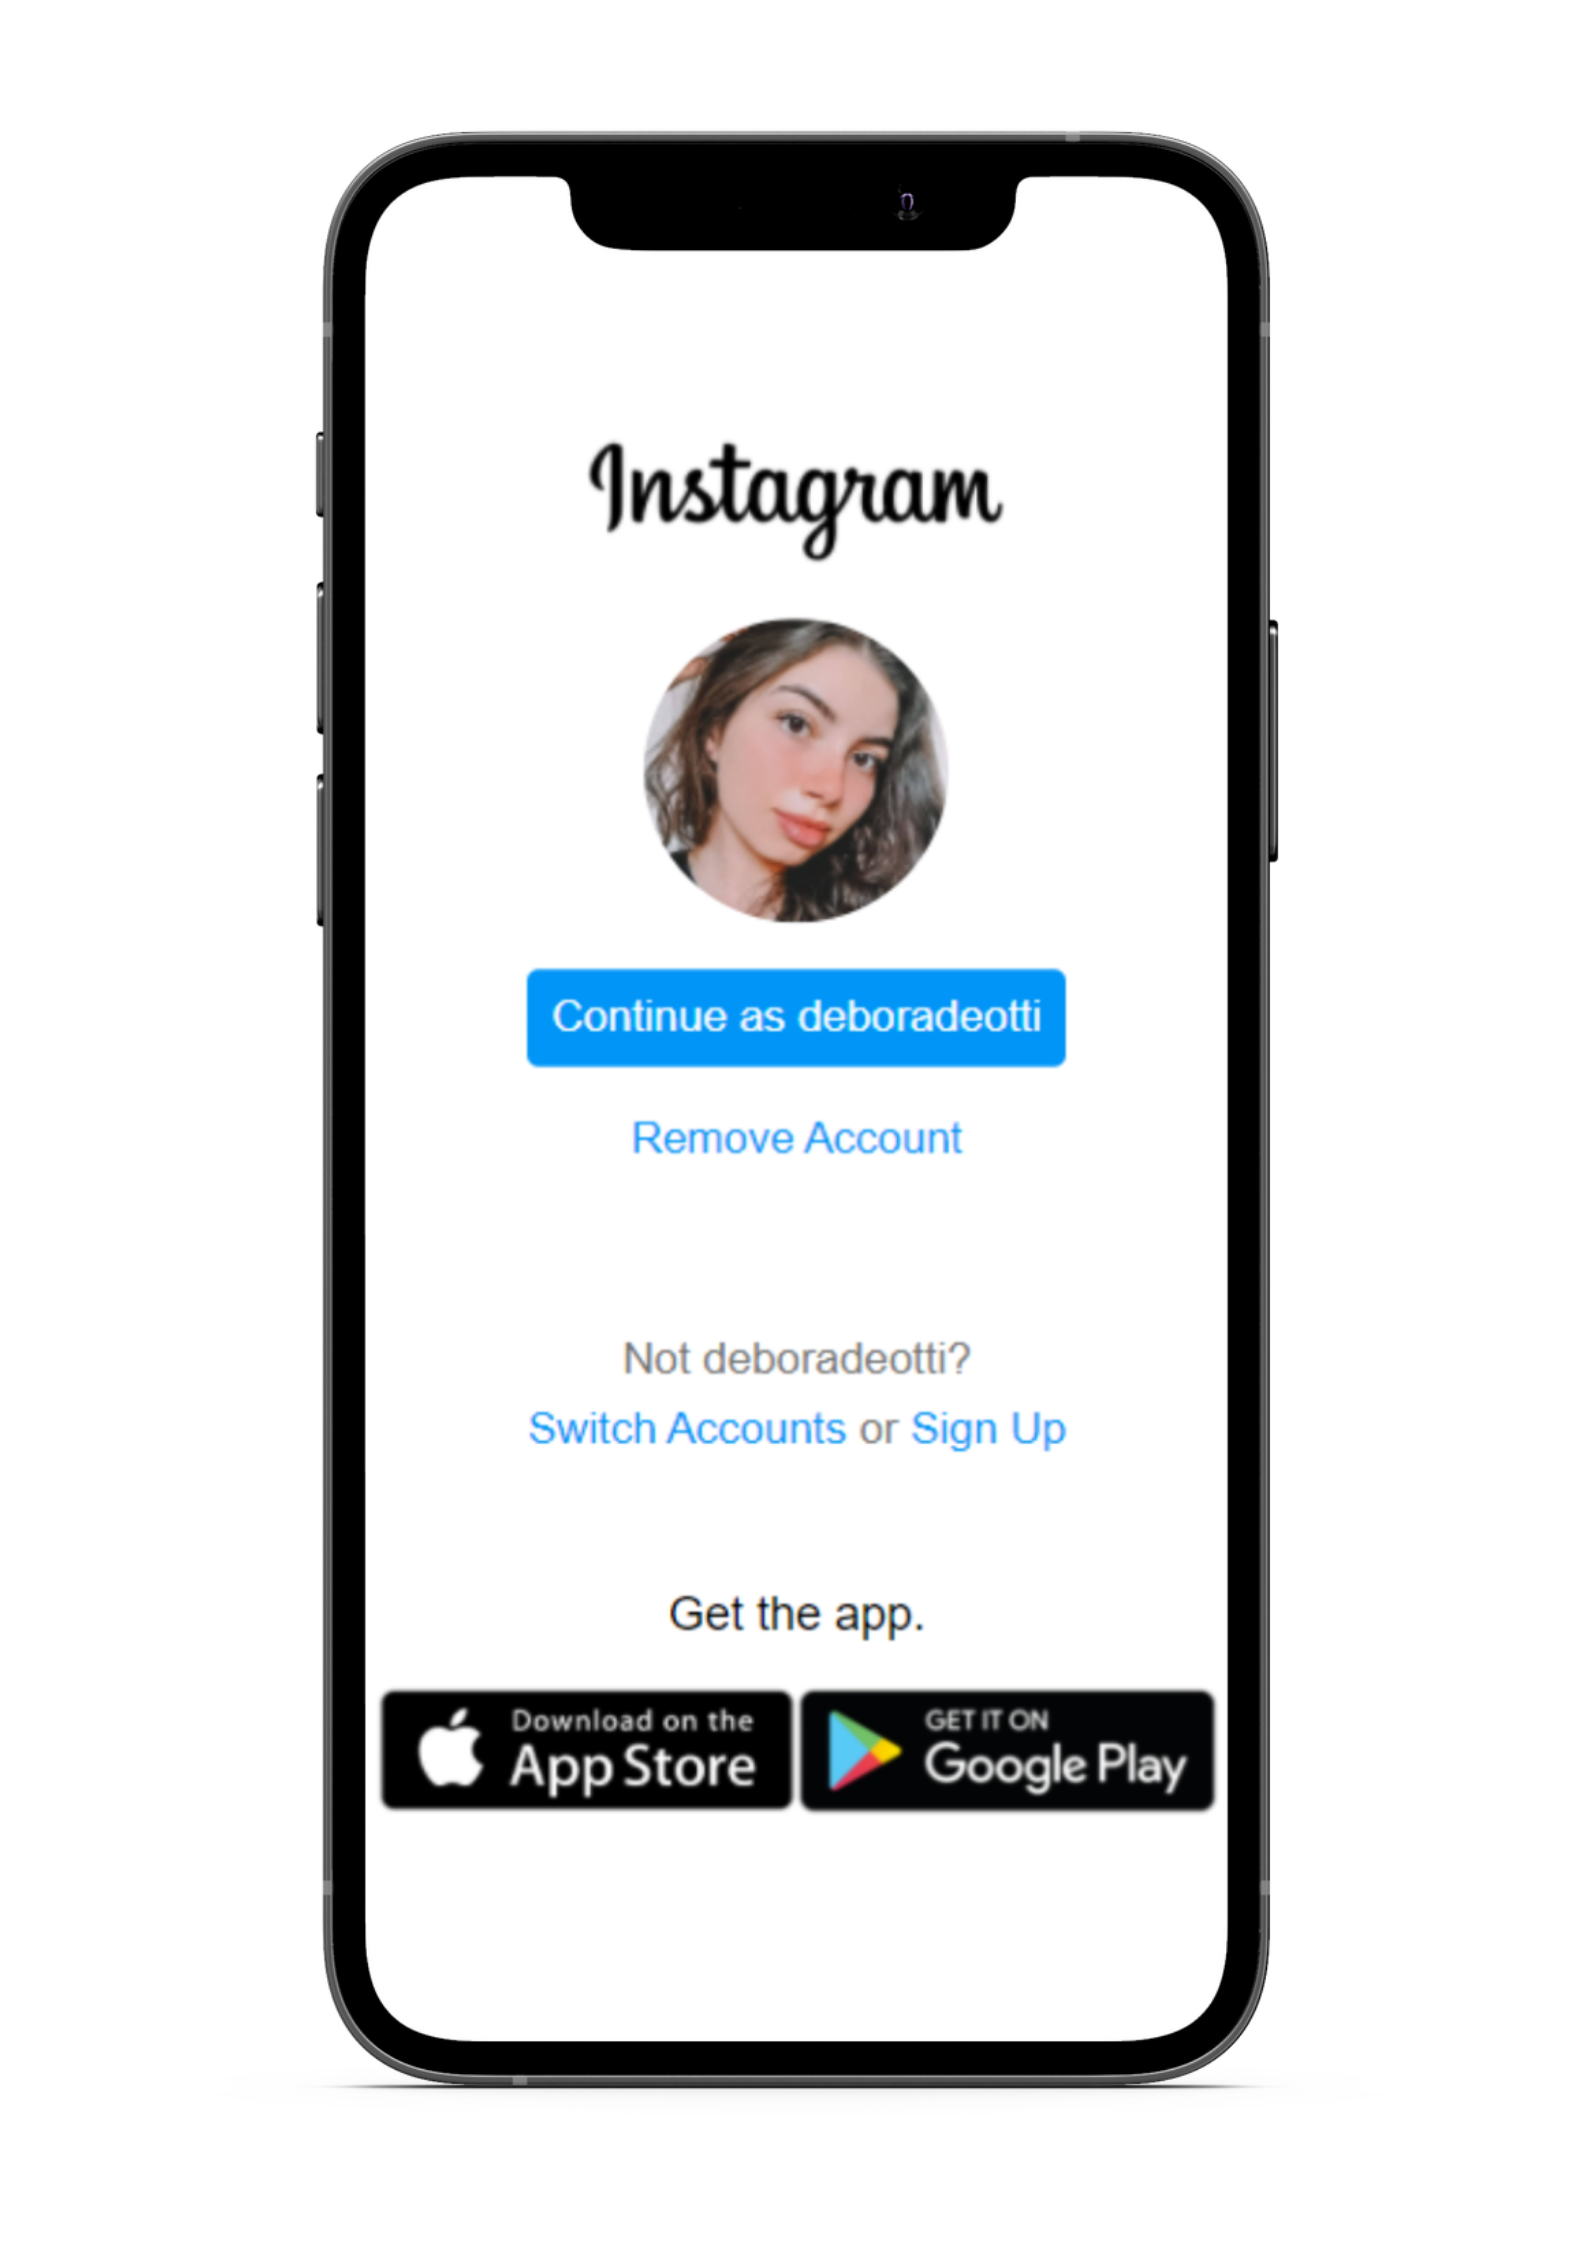 Instagram
Continue as deboradeotti
Remove Account
Not deboradeotti?
Switch Accounts or Sign Up
Get the app.
Download on the
App Store
GET IT ON
Google Play